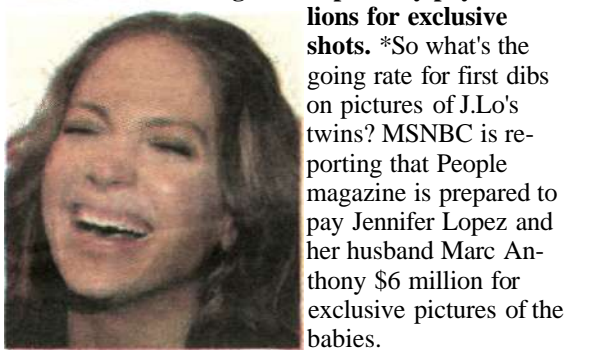 lions for exclusive
shots. *So what's the
going rate for first dibs
on pictures of J.Lo's
twins? MSNBC is re-
porting that People
magazine is prepared to
pay Jennifer Lopez and
her husband Marc An-
thony $6 million for
exclusive pictures of the
babies.